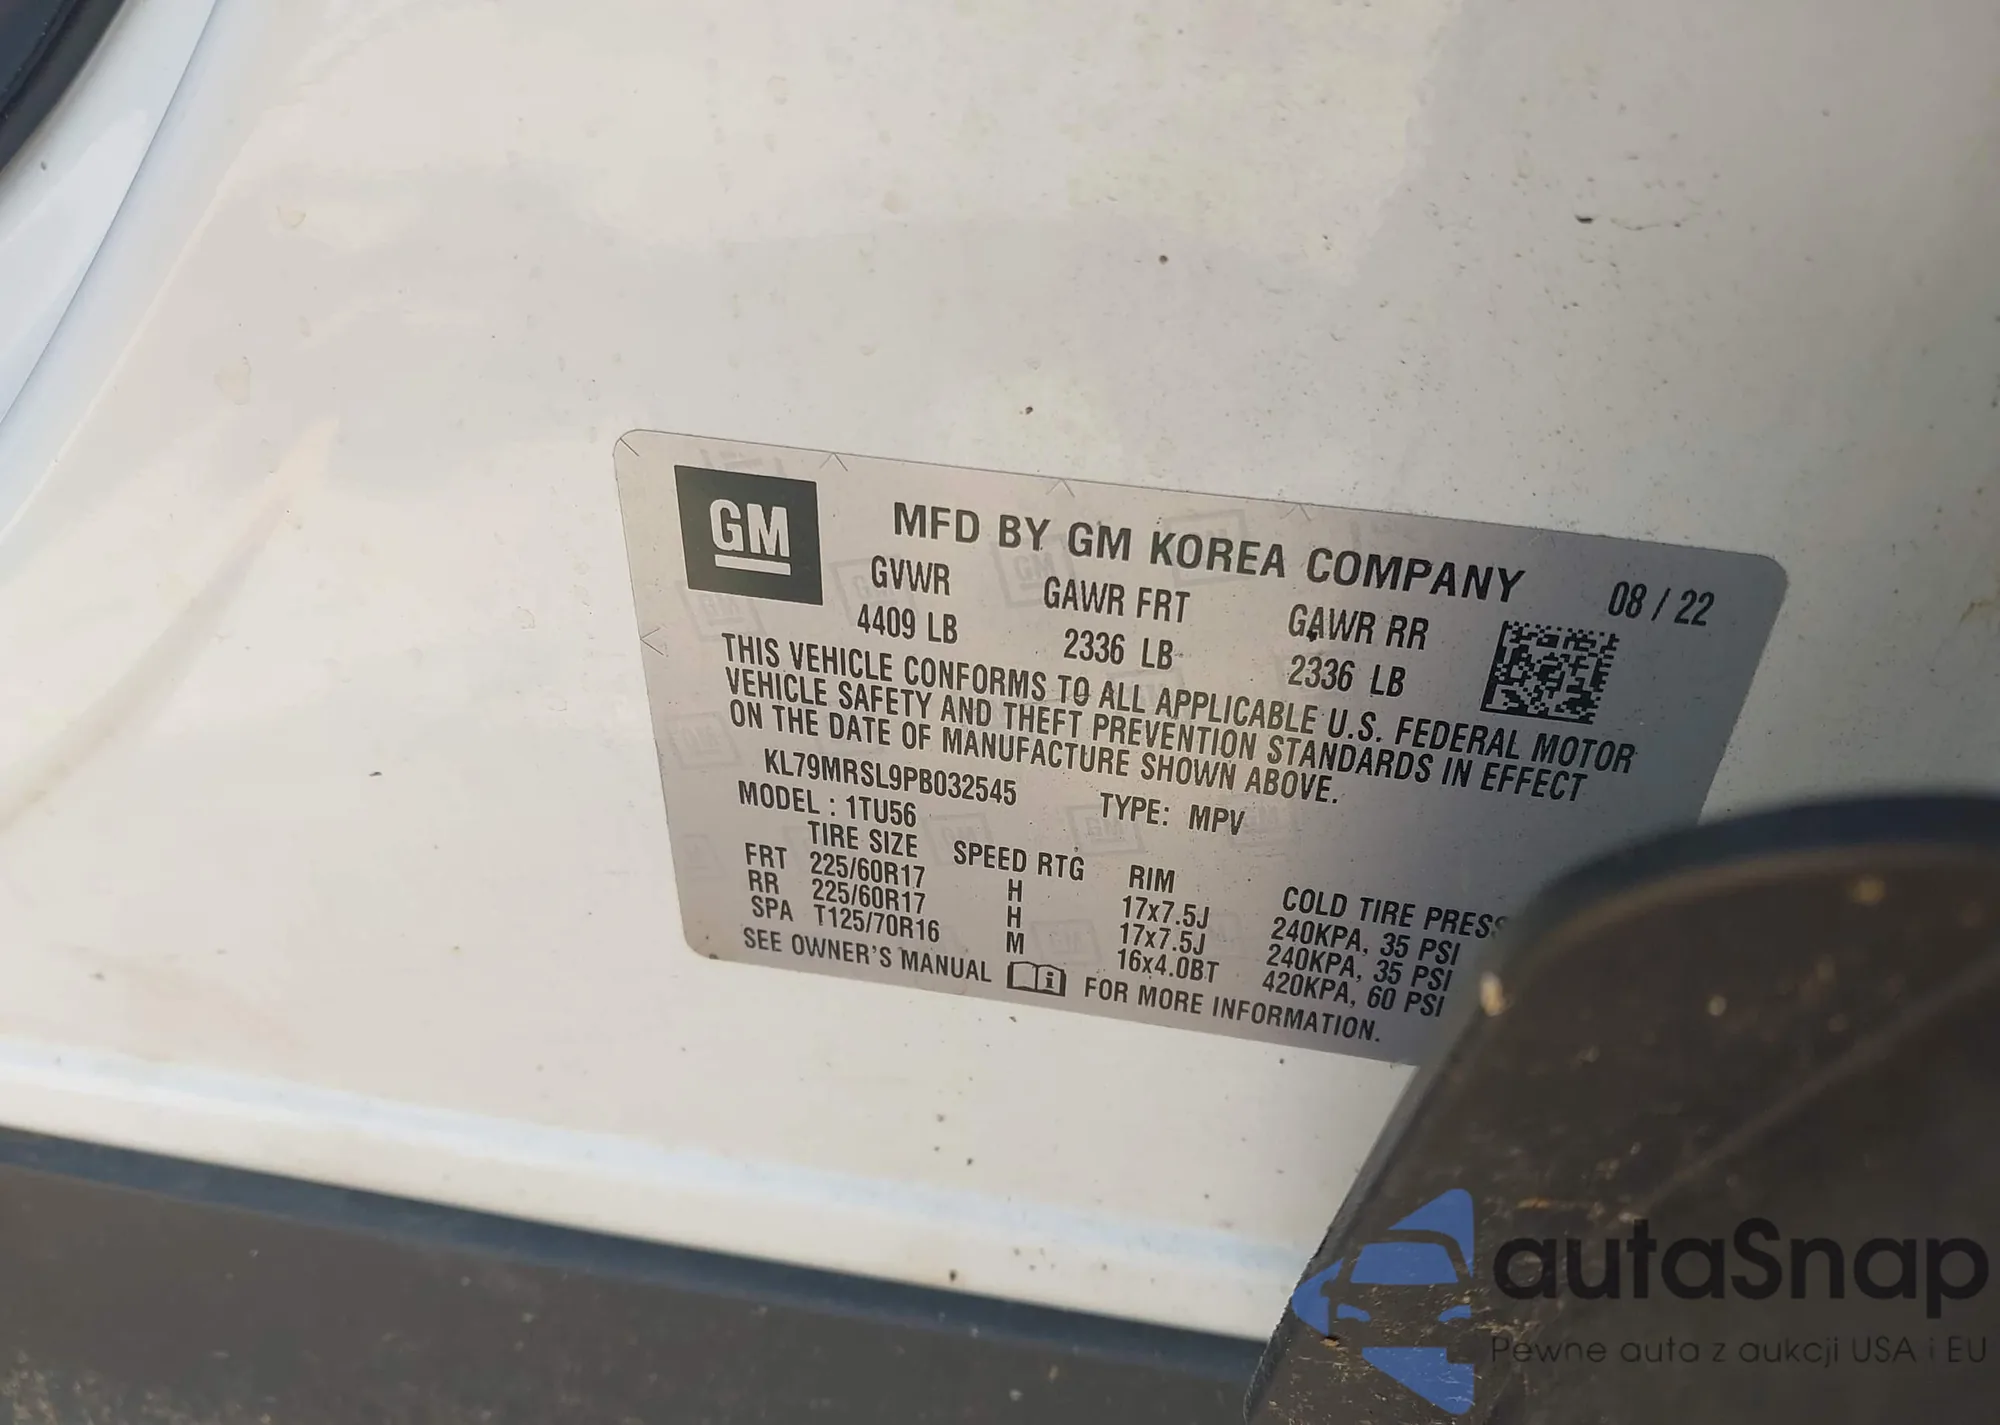 GM
MFD BY GM KOREA COMPANY
08 / 22
GVWR GAWR FRT GAWR RR
4409 LB 2336 LB 2336 LB
THIS VEHICLE CONFORMS TO ALL APPLICABLE U.S. FEDERAL MOTOR
VEHICLE SAFETY AND THEFT PREVENTION STANDARDS IN EFFECT
ON THE DATE OF MANUFACTURE SHOWN ABOVE.
KL79MRSL9PB032545 TYPE: MPV
MODEL : 1TU56
TIRE SIZE SPEED RTG RIM COLD TIRE PRESS
FRT 225/60R17 H 17x7.5J 240KPA, 35 PSI
RR 225/60R17 H 17x7.5J 240KPA, 35 PSI
SPA T125/70R16 M 16x4.0BT 420KPA, 60 PSI
SEE OWNER'S MANUAL FOR MORE INFORMATION.
autaSnap
Pewne auta z aukcji USA i EU